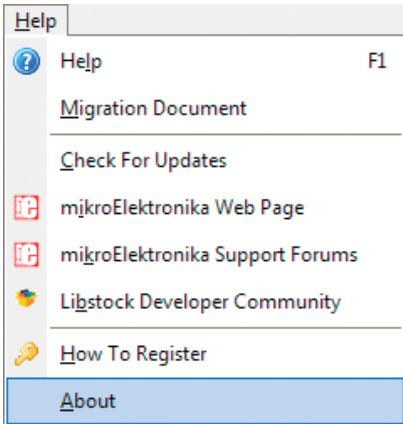 Help
Help F1
Migration Document
Check For Updates
mikroElektronika Web Page
mikroElektronika Support Forums
Libstock Developer Community
How To Register
About